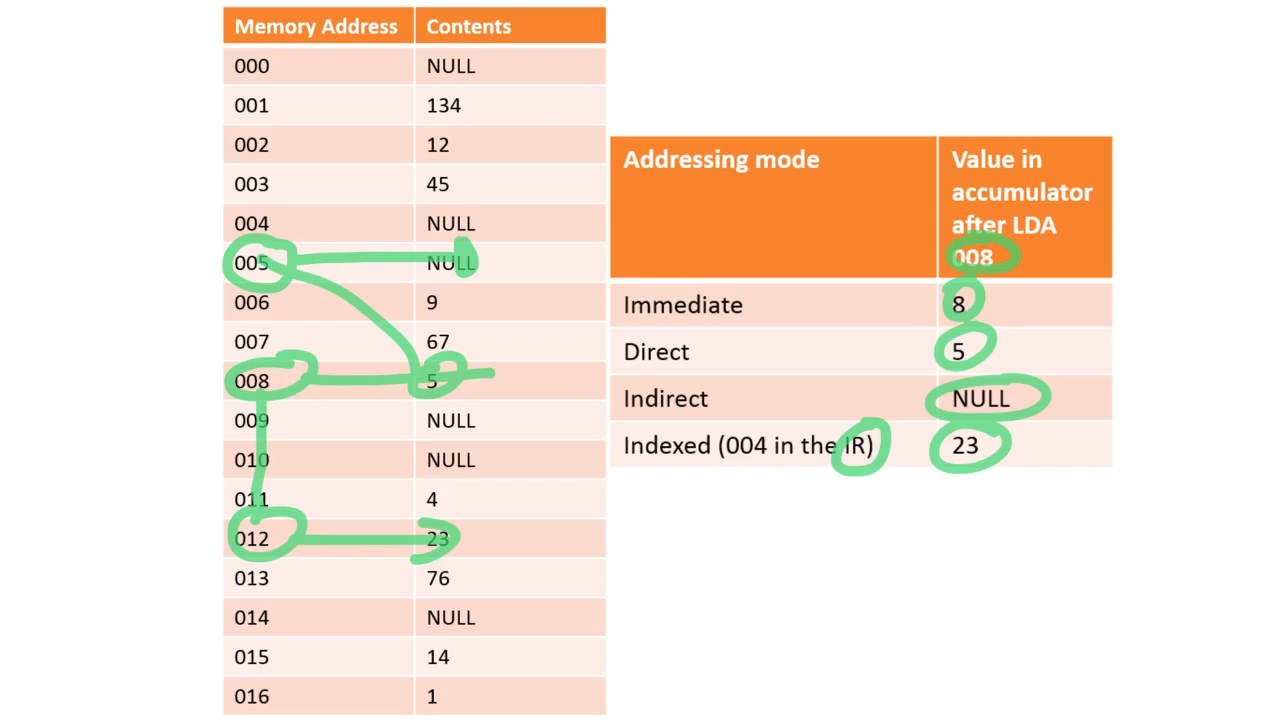 Memory Address Contents
000 NULL
001 134
002 12
003 45
004 NULL
005 NULL
006 9
007 67
008 5
009 NULL
010 NULL
011 4
012 23
013 76
014 NULL
015 14
016 1
Addressing mode
Value in
accumulator
after LDA
008
Immediate 8
Direct 5
Indirect NULL
Indexed (004 in the IR) 23